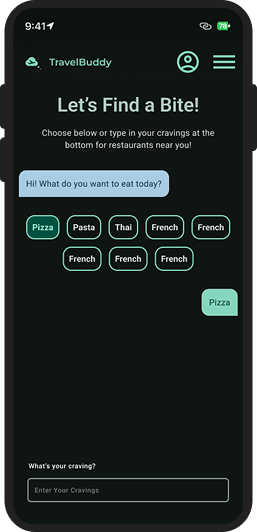 9:41
78
TravelBuddy
Let's Find a Bite!
Choose below or type in your cravings at the
bottom for restaurants near you!
Hi! What do you want to eat today?
Pizza Pasta Thai French French
French French French
Pizza
What's your craving?
Enter Your Cravings